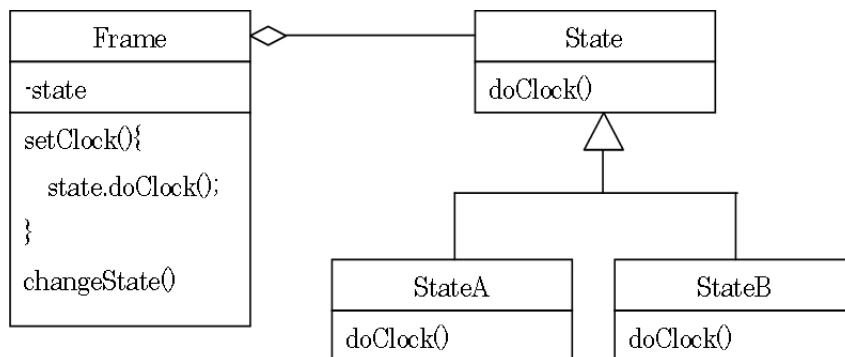 Frame
-state
setClock(){
state.doClock();
}
changeState()
State
doClock()
StateA
doClock()
StateB
doClock()